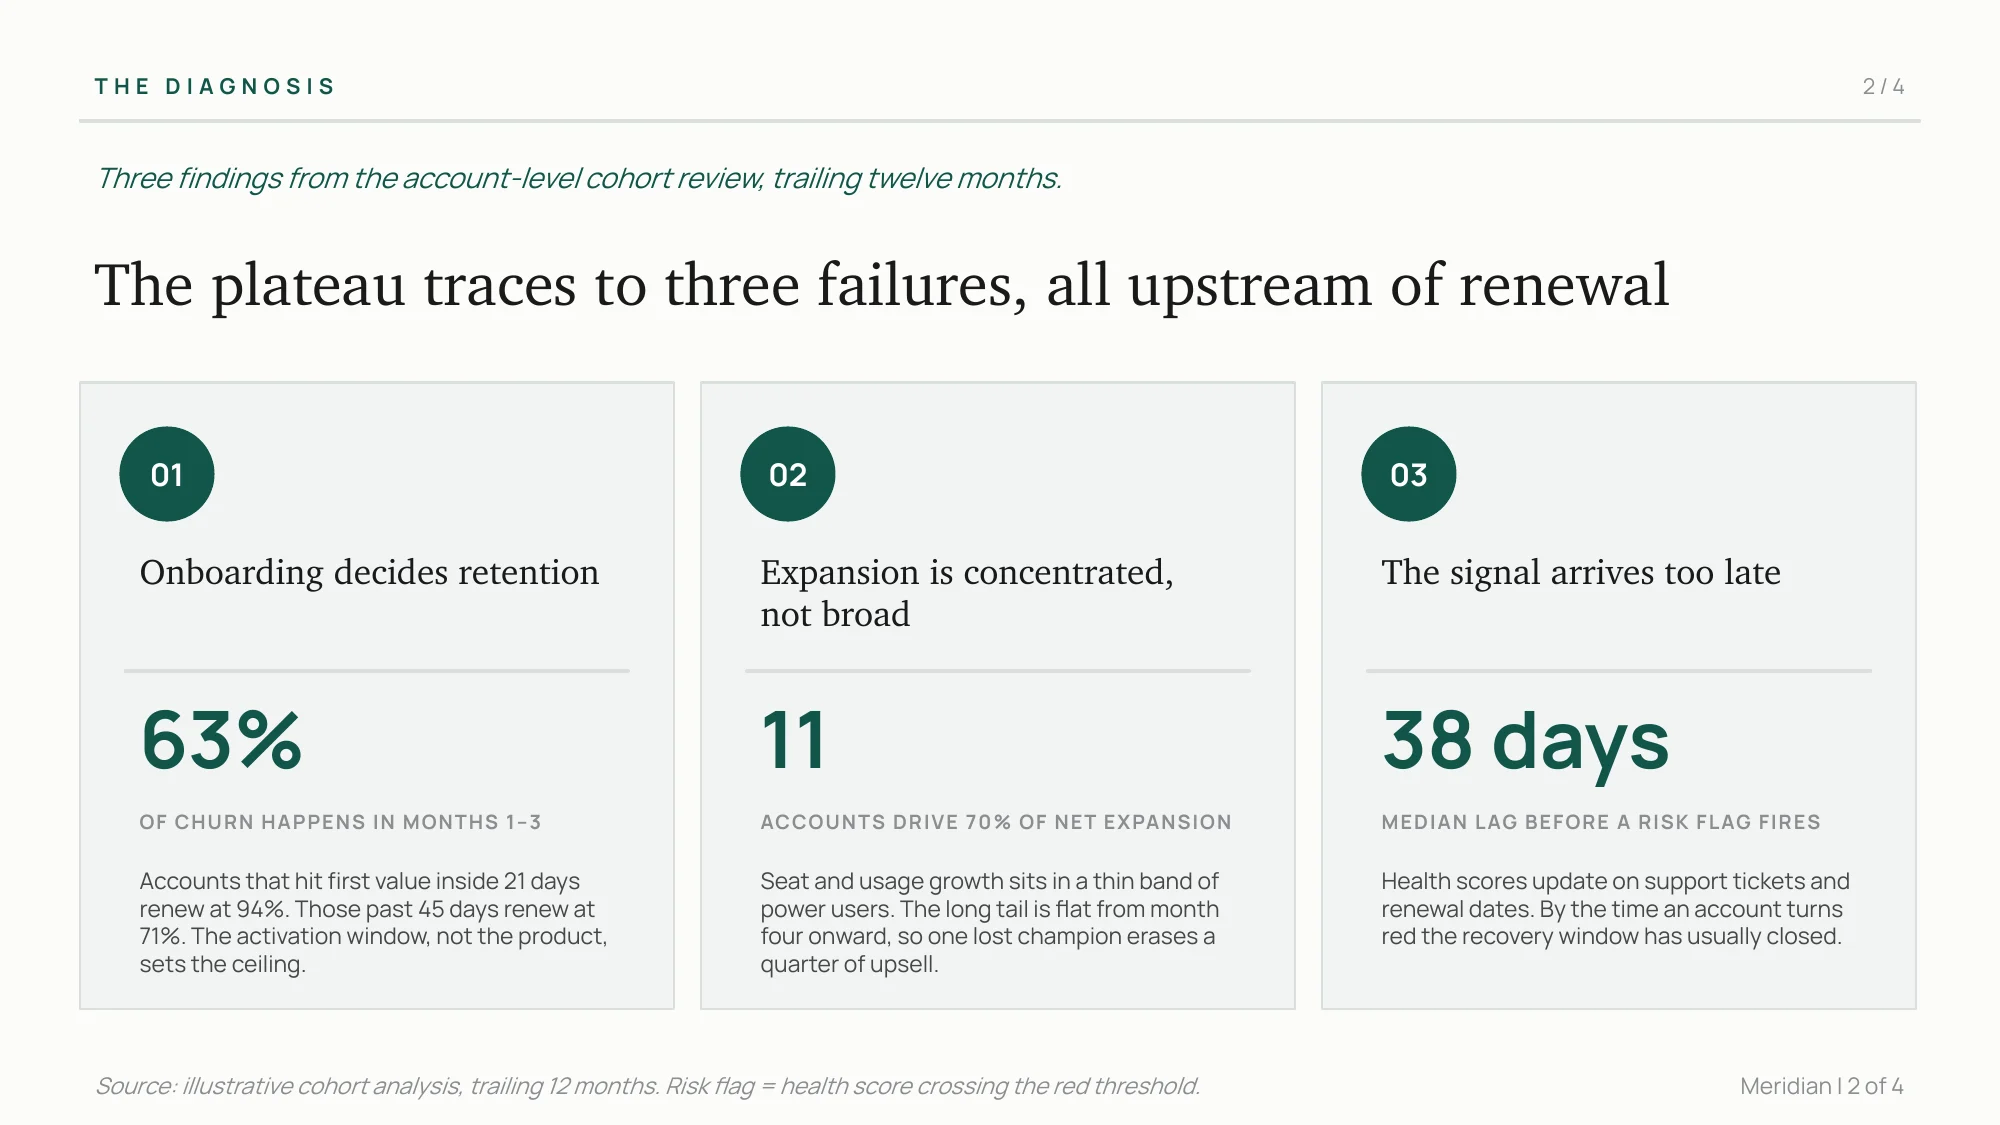 THE DIAGNOSIS
2 / 4
Three findings from the account-level cohort review, trailing twelve months.
The plateau traces to three failures, all upstream of renewal
01
Onboarding decides retention
63%
OF CHURN HAPPENS IN MONTHS 1–3
Accounts that hit first value inside 21 days
renew at 94%. Those past 45 days renew at
71%. The activation window, not the product,
sets the ceiling.
02
Expansion is concentrated,
not broad
11
ACCOUNTS DRIVE 70% OF NET EXPANSION
Seat and usage growth sits in a thin band of
power users. The long tail is flat from month
four onward, so one lost champion erases a
quarter of upsell.
03
The signal arrives too late
38 days
MEDIAN LAG BEFORE A RISK FLAG FIRES
Health scores update on support tickets and
renewal dates. By the time an account turns
red the recovery window has usually closed.
Source: illustrative cohort analysis, trailing 12 months. Risk flag = health score crossing the red threshold.
Meridian | 2 of 4